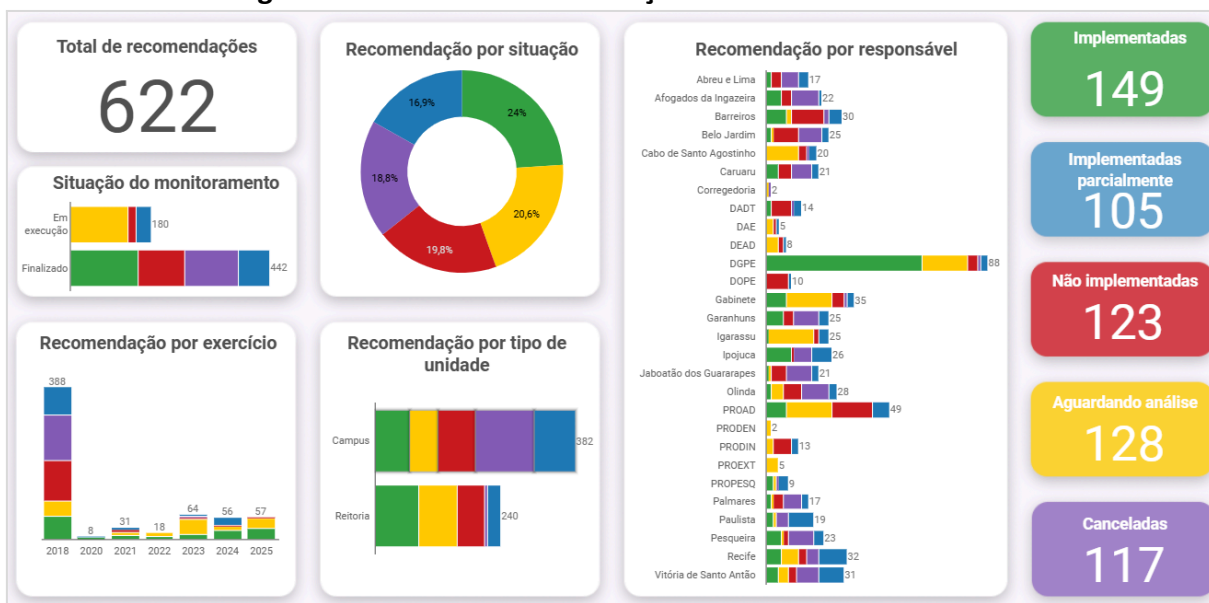 Total de recomendações
622
Situação do monitoramento
Em
execução
180
Finalizado
442
Recomendação por situação
24%
20,6%
19,8%
18,8%
16,9%
Recomendação por exercício
388
8
31
18
64
56
57
2018 2020 2021 2022 2023 2024 2025
Recomendação por tipo de
unidade
Campus
382
Reitoria
240
Recomendação por responsável
Abreu e Lima 17
Afogados da Ingazeira 22
Barreiros 30
Belo Jardim 25
Cabo de Santo Agostinho 20
Caruaru 21
Corregedoria 2
DADT 14
DAE 5
DEAD 8
DGPE 88
DOPE 10
Gabinete 35
Garanhuns 25
Igarassu 25
Ipojuca 26
Jaboatão dos Guararapes 21
Olinda 28
PROAD 49
PRODEN 2
PRODIN 13
PROEXT 5
PROPESQ 9
Palmares 17
Paulista 19
Pesqueira 23
Recife 32
Vitória de Santo Antão 31
Implementadas
149
Implementadas
parcialmente
105
Não implementadas
123
Aguardando análise
128
Canceladas
117